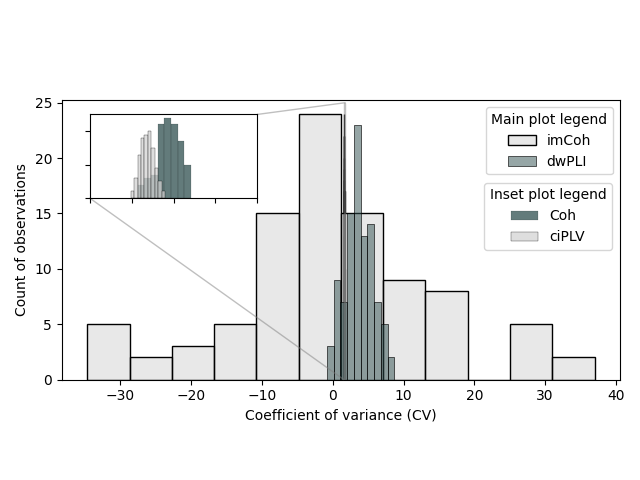 25
20
15
10
5
0
Count of observations
Main plot legend
imCoh
dwPLI
Inset plot legend
Coh
ciPLV
−30
−20
−10
0
10
20
30
40
Coefficient of variance (CV)